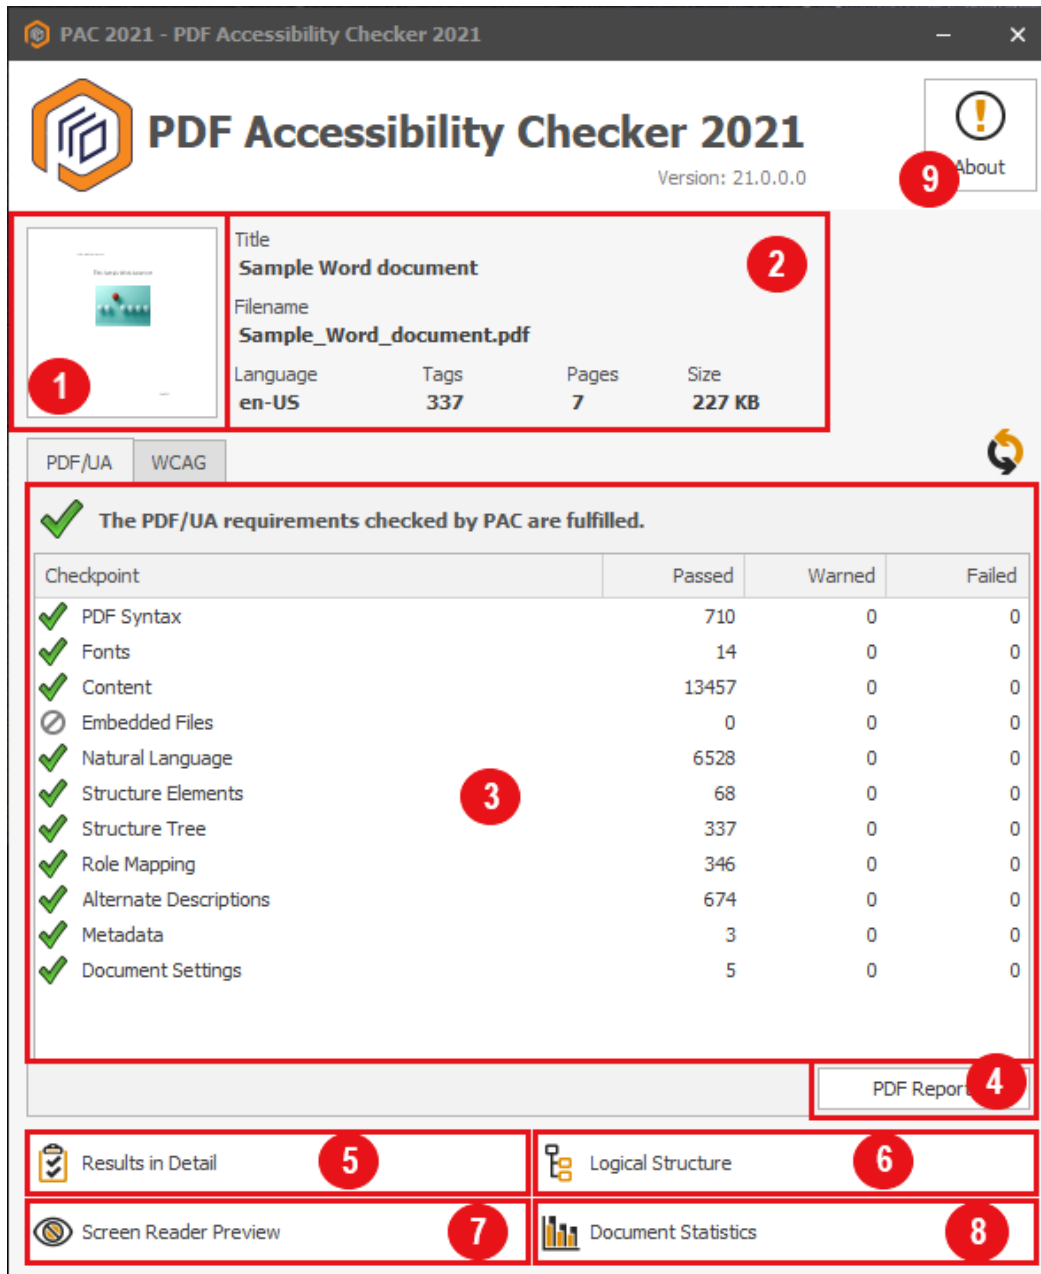 PAC 2021 - PDF Accessibility Checker 2021
PDF Accessibility Checker 2021
Version: 21.0.0.0
About
9
1
2
Title
Sample Word document
Filename
Sample_Word_document.pdf
Language Tags Pages Size
en-US 337 7 227 KB
PDF/UA WCAG
The PDF/UA requirements checked by PAC are fulfilled.
Checkpoint Passed Warned Failed
PDF Syntax 710 0 0
Fonts 14 0 0
Content 13457 0 0
Embedded Files 0 0 0
Natural Language 6528 0 0
Structure Elements 68 0 0
3
Structure Tree 337 0 0
Role Mapping 346 0 0
Alternate Descriptions 674 0 0
Metadata 3 0 0
Document Settings 5 0 0
PDF Report 4
Results in Detail 5
Logical Structure 6
Screen Reader Preview 7
Document Statistics 8